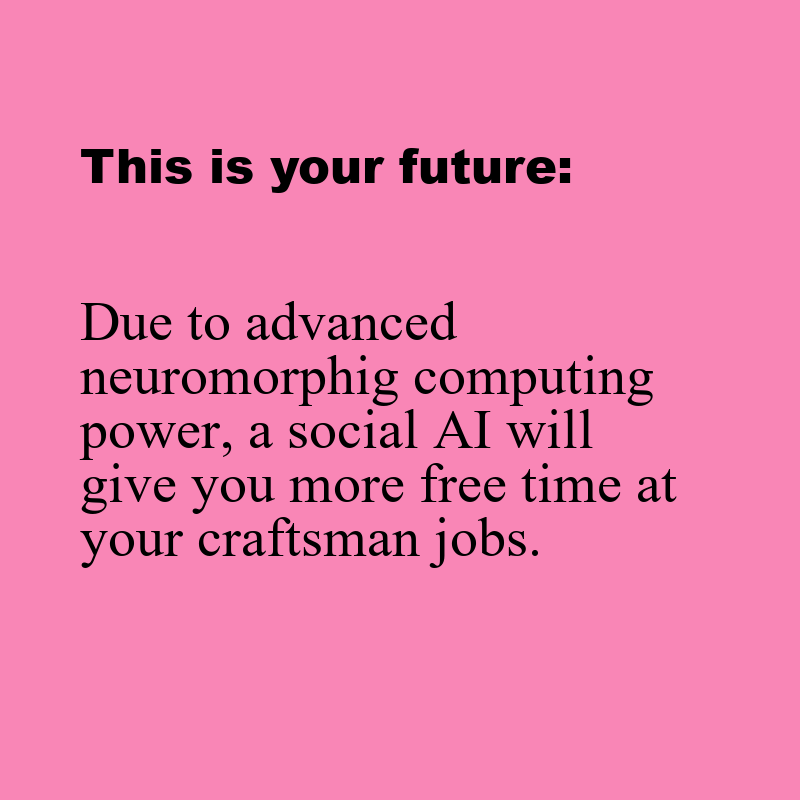 This is your future:
Due to advanced
neuromorphig computing
power, a social AI will
give you more free time at
your craftsman jobs.